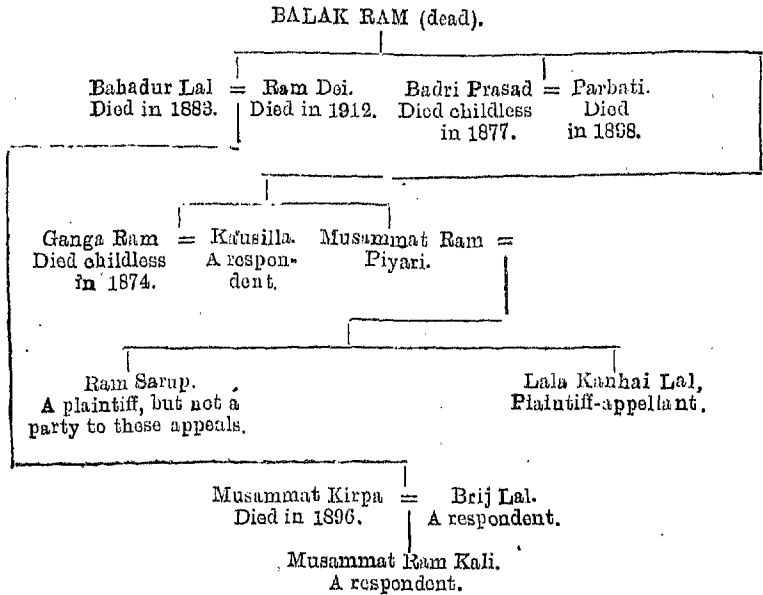 BALAK RAM (dead).
Bahadur Lal = Ram Dei. Badri Prasad = Parbati.
Died in 1883. Died in 1912. Died childless Died
in 1877. in 1898.
Ganga Ram = Kausilla. Musammat Ram =
Died childless A respon- Piyari.
in 1874. dent.
Ram Sarup. Lala Kanhai Lal,
A plaintiff, but not a Plaintiff-appellant.
party to these appeals.
Musammat Kirpa = Brij Lal.
Died in 1896. A respondent.
Musammat Ram Kali.
A respondent.